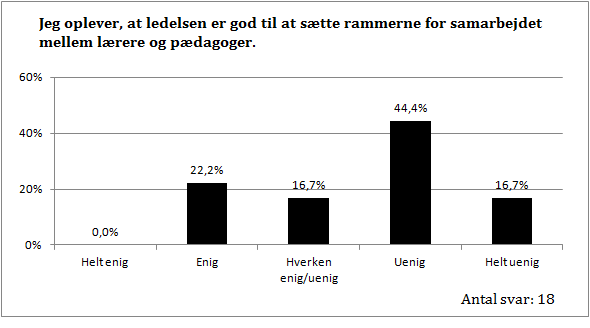 Jeg oplever, at ledelsen er god til at sætte rammerne for samarbejdet
mellem lærere og pædagoger.
60%
40%
20%
0%
0,0%
22,2%
16,7%
44,4%
16,7%
Helt enig
Enig
Hverken
enig/uenig
Uenig
Helt uenig
Antal svar: 18